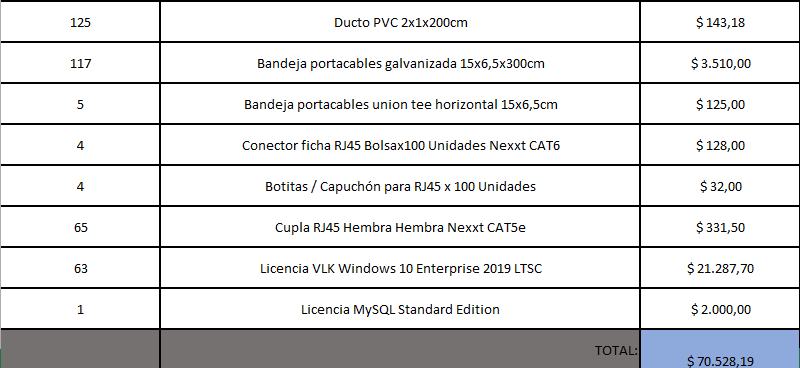 125 Ducto PVC 2x1x200cm $ 143,18
117 Bandeja portacables galvanizada 15x6,5x300cm $ 3.510,00
5 Bandeja portacables union tee horizontal 15x6,5cm $ 125,00
4 Conector ficha RJ45 Bolsax100 Unidades Nexxt CAT6 $ 128,00
4 Botitas / Capuchón para RJ45 x 100 Unidades $ 32,00
65 Cupla RJ45 Hembra Hembra Nexxt CAT5e $ 331,50
63 Licencia VLK Windows 10 Enterprise 2019 LTSC $ 21.287,70
1 Licencia MySQL Standard Edition $ 2.000,00
TOTAL: $ 70.528,19